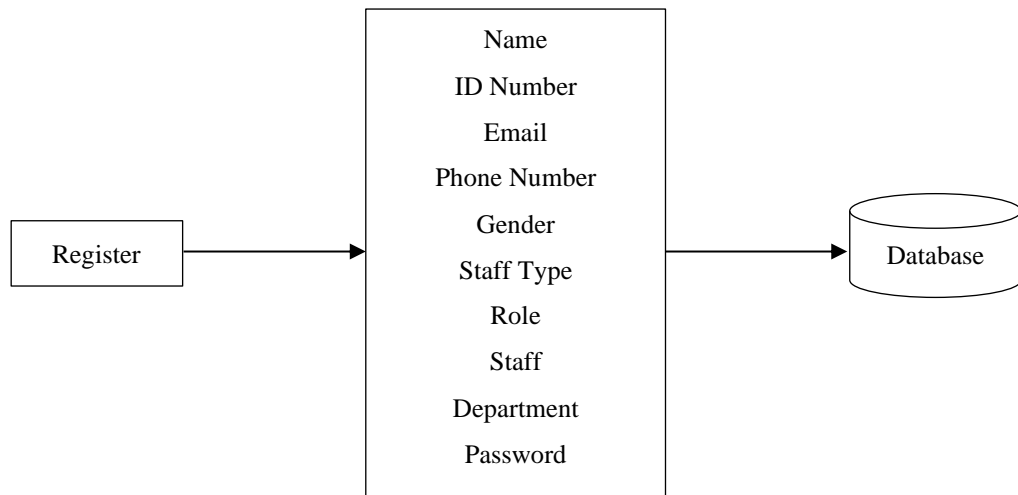 Register
Name
ID Number
Email
Phone Number
Gender
Staff Type
Role
Staff
Department
Password
Database